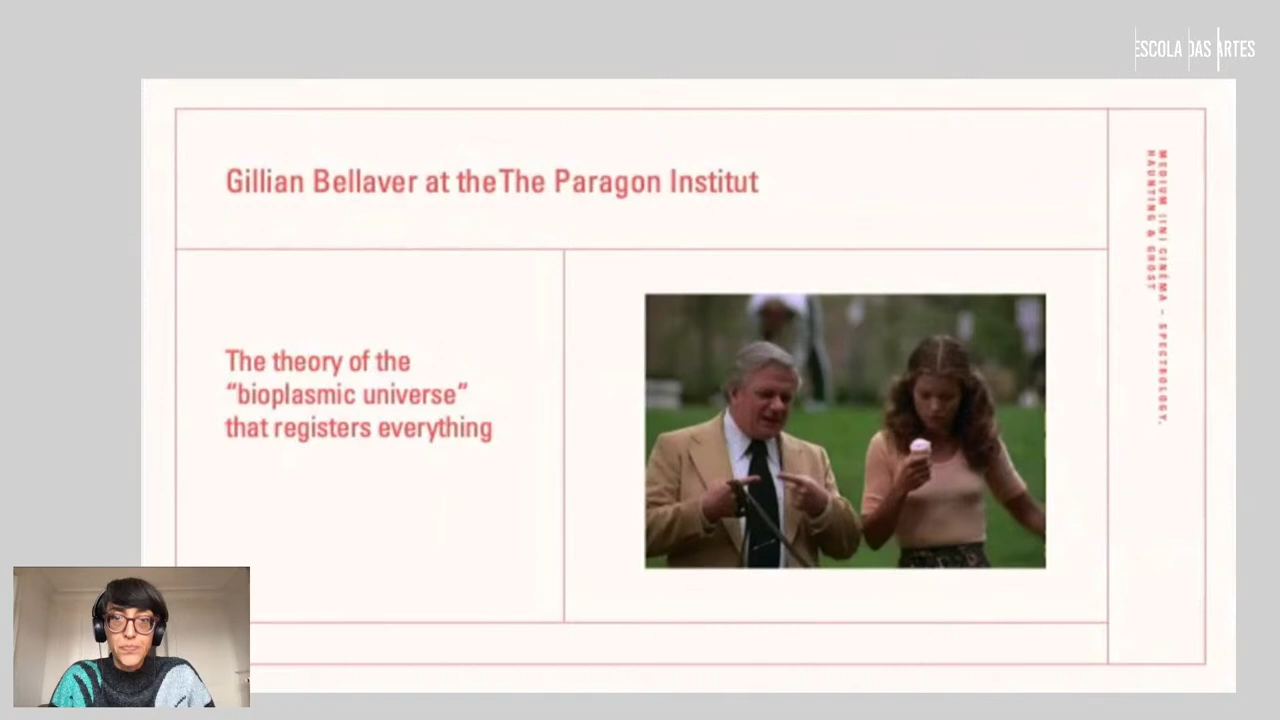 ESCOLA DAS ARTES
Gillian Bellaver at theThe Paragon Institut
MEDIUM (IN) CINÉMA – SPECTROLOGY,
HAUNTING & GHOST
The theory of the
“bioplasmic universe”
that registers everything